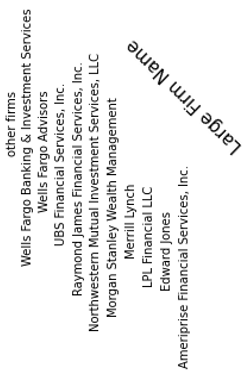 other firms
Wells Fargo Banking & Investment Services
Wells Fargo Advisors
UBS Financial Services, Inc.
Raymond James Financial Services, Inc.
Northwestern Mutual Investment Services, LLC
Morgan Stanley Wealth Management
Merrill Lynch
LPL Financial LLC
Edward Jones
Ameriprise Financial Services, Inc.
Large Firm Name